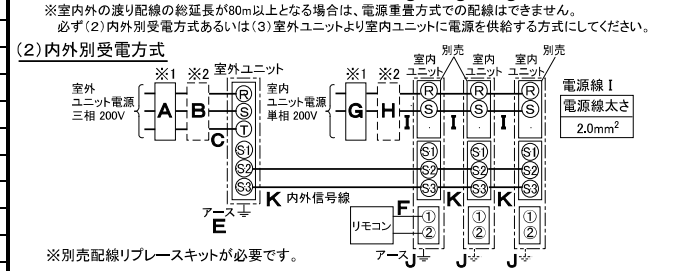 ※室内外の渡り配線の総延長が80m以上となる場合は、電源重畳方式での配線はできません。
必ず(2)内外別受電方式あるいは(3)室外ユニットより室内ユニットに電源を供給する方式にしてください。
(2)内外別受電方式
※1 ※2 室外ユニット
室外
ユニット電源
三相 200V
A B C
R
S
T
S1
S2
S3
アース
E
K 内外信号線
※1 ※2
室内
ユニット電源
単相 200V
G H
室内
ユニット
別売
室内
ユニット
室内
ユニット
別売
R R R
S S S
I I I
S1 S1 S1
S2 S2 S2
S3 S3 S3
K K
F
リモコン
① ① ①
② ② ②
アース J J J
電源線 I
電源線太さ
2.0mm²
※別売配線リプレースキットが必要です。